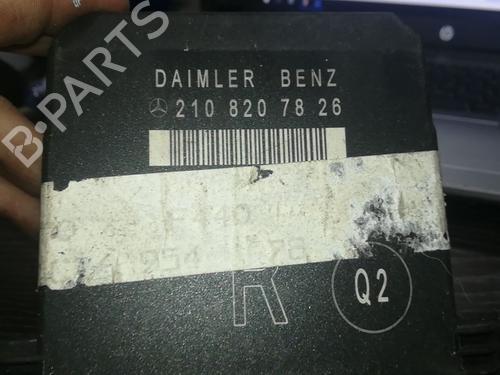 B-PARTS
DAIMLER BENZ
210 820 78 26
R
Q2